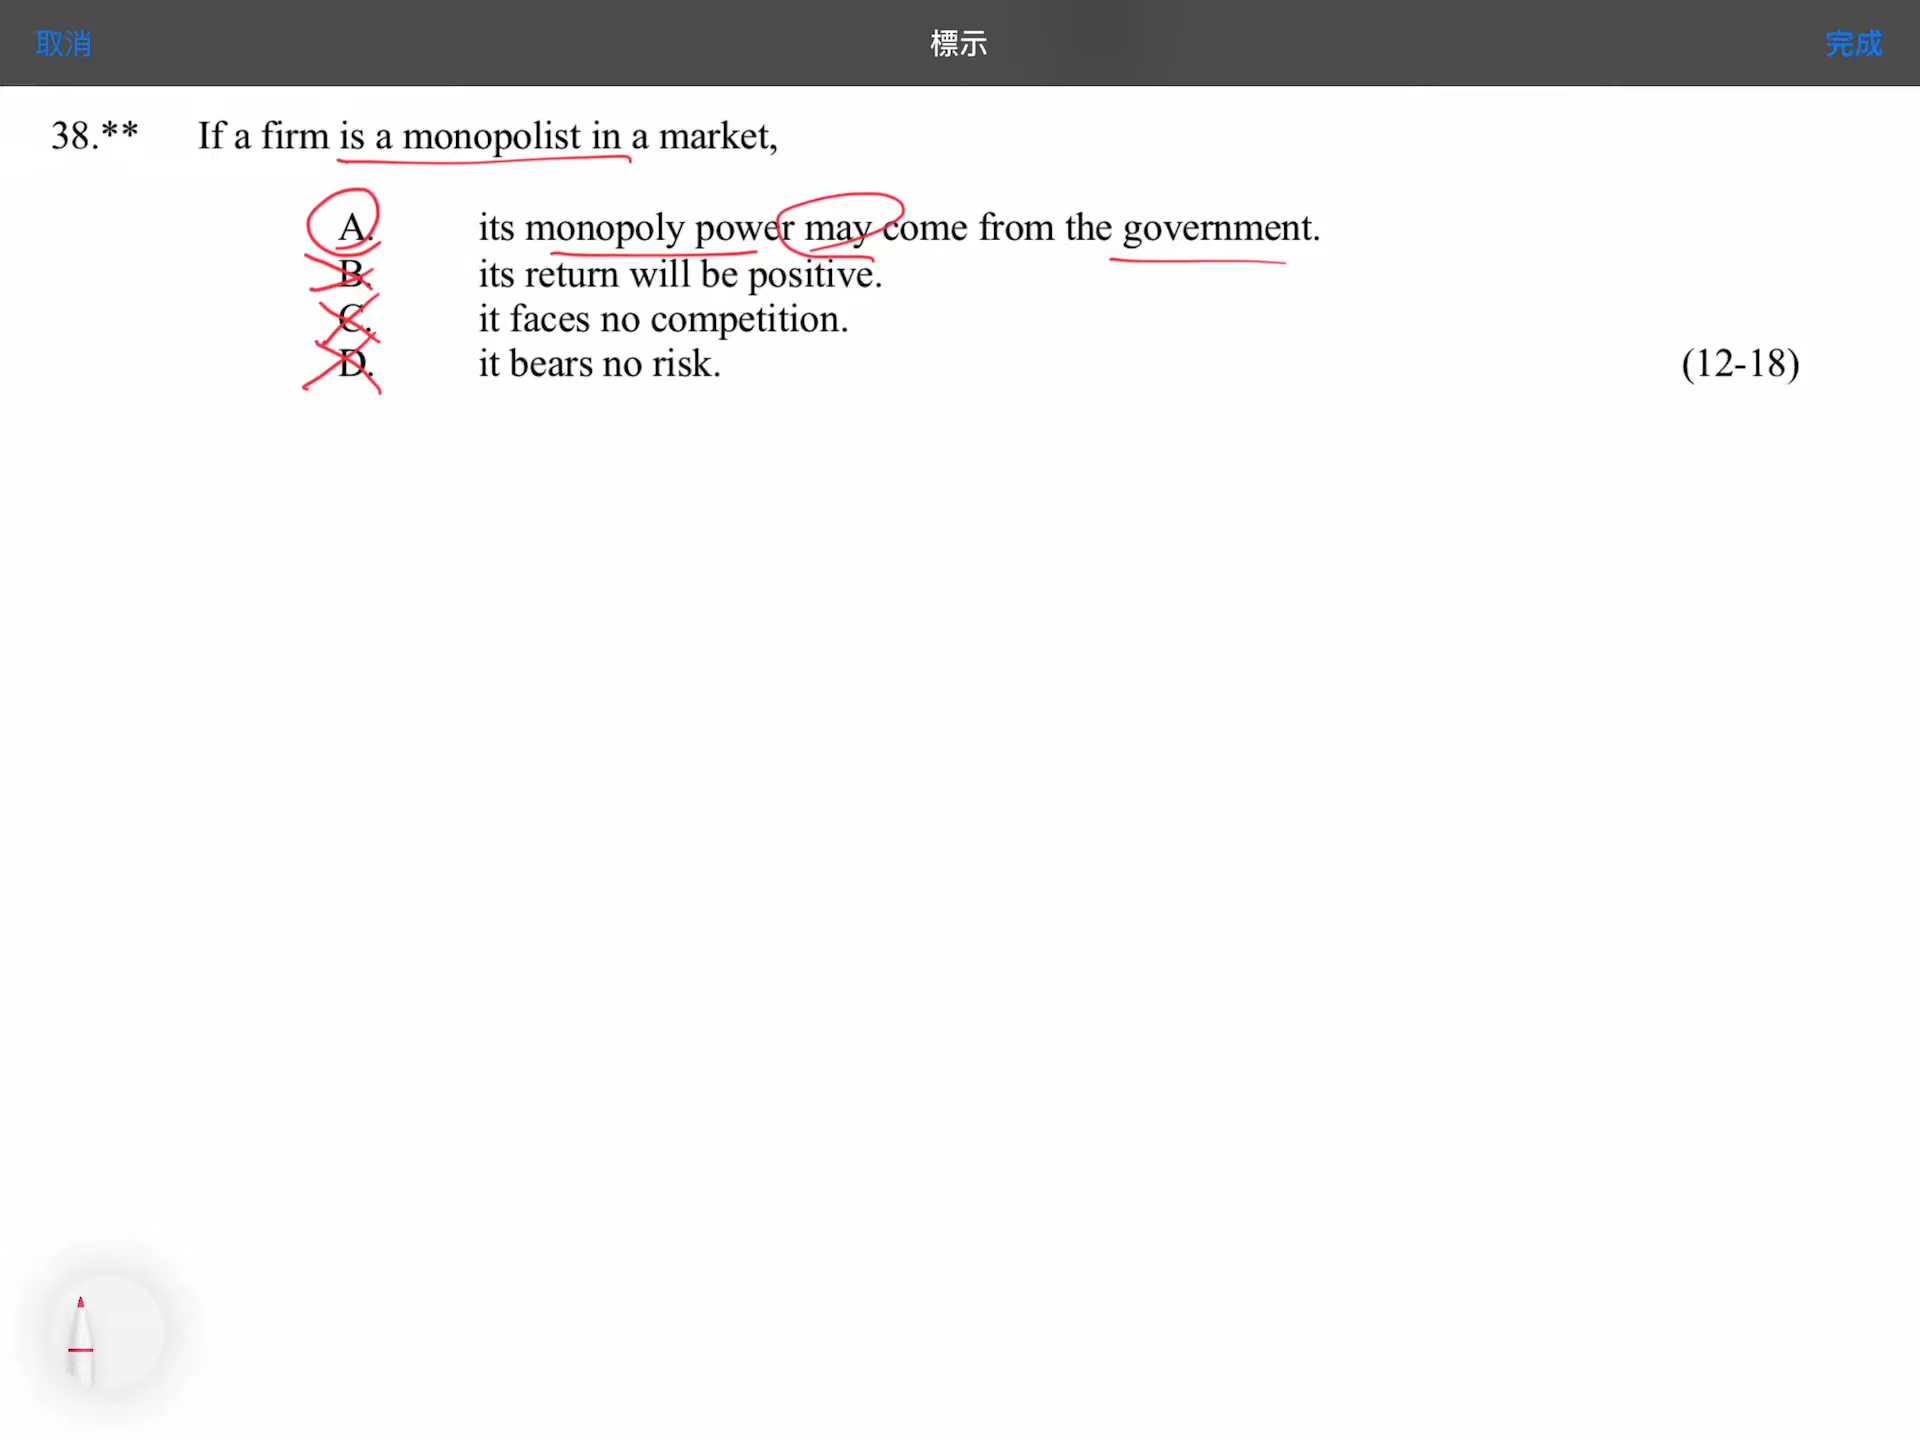 取消
標示
完成
38.** If a firm is a monopolist in a market,
A. its monopoly power may come from the government.
B. its return will be positive.
C. it faces no competition.
D. it bears no risk. (12-18)